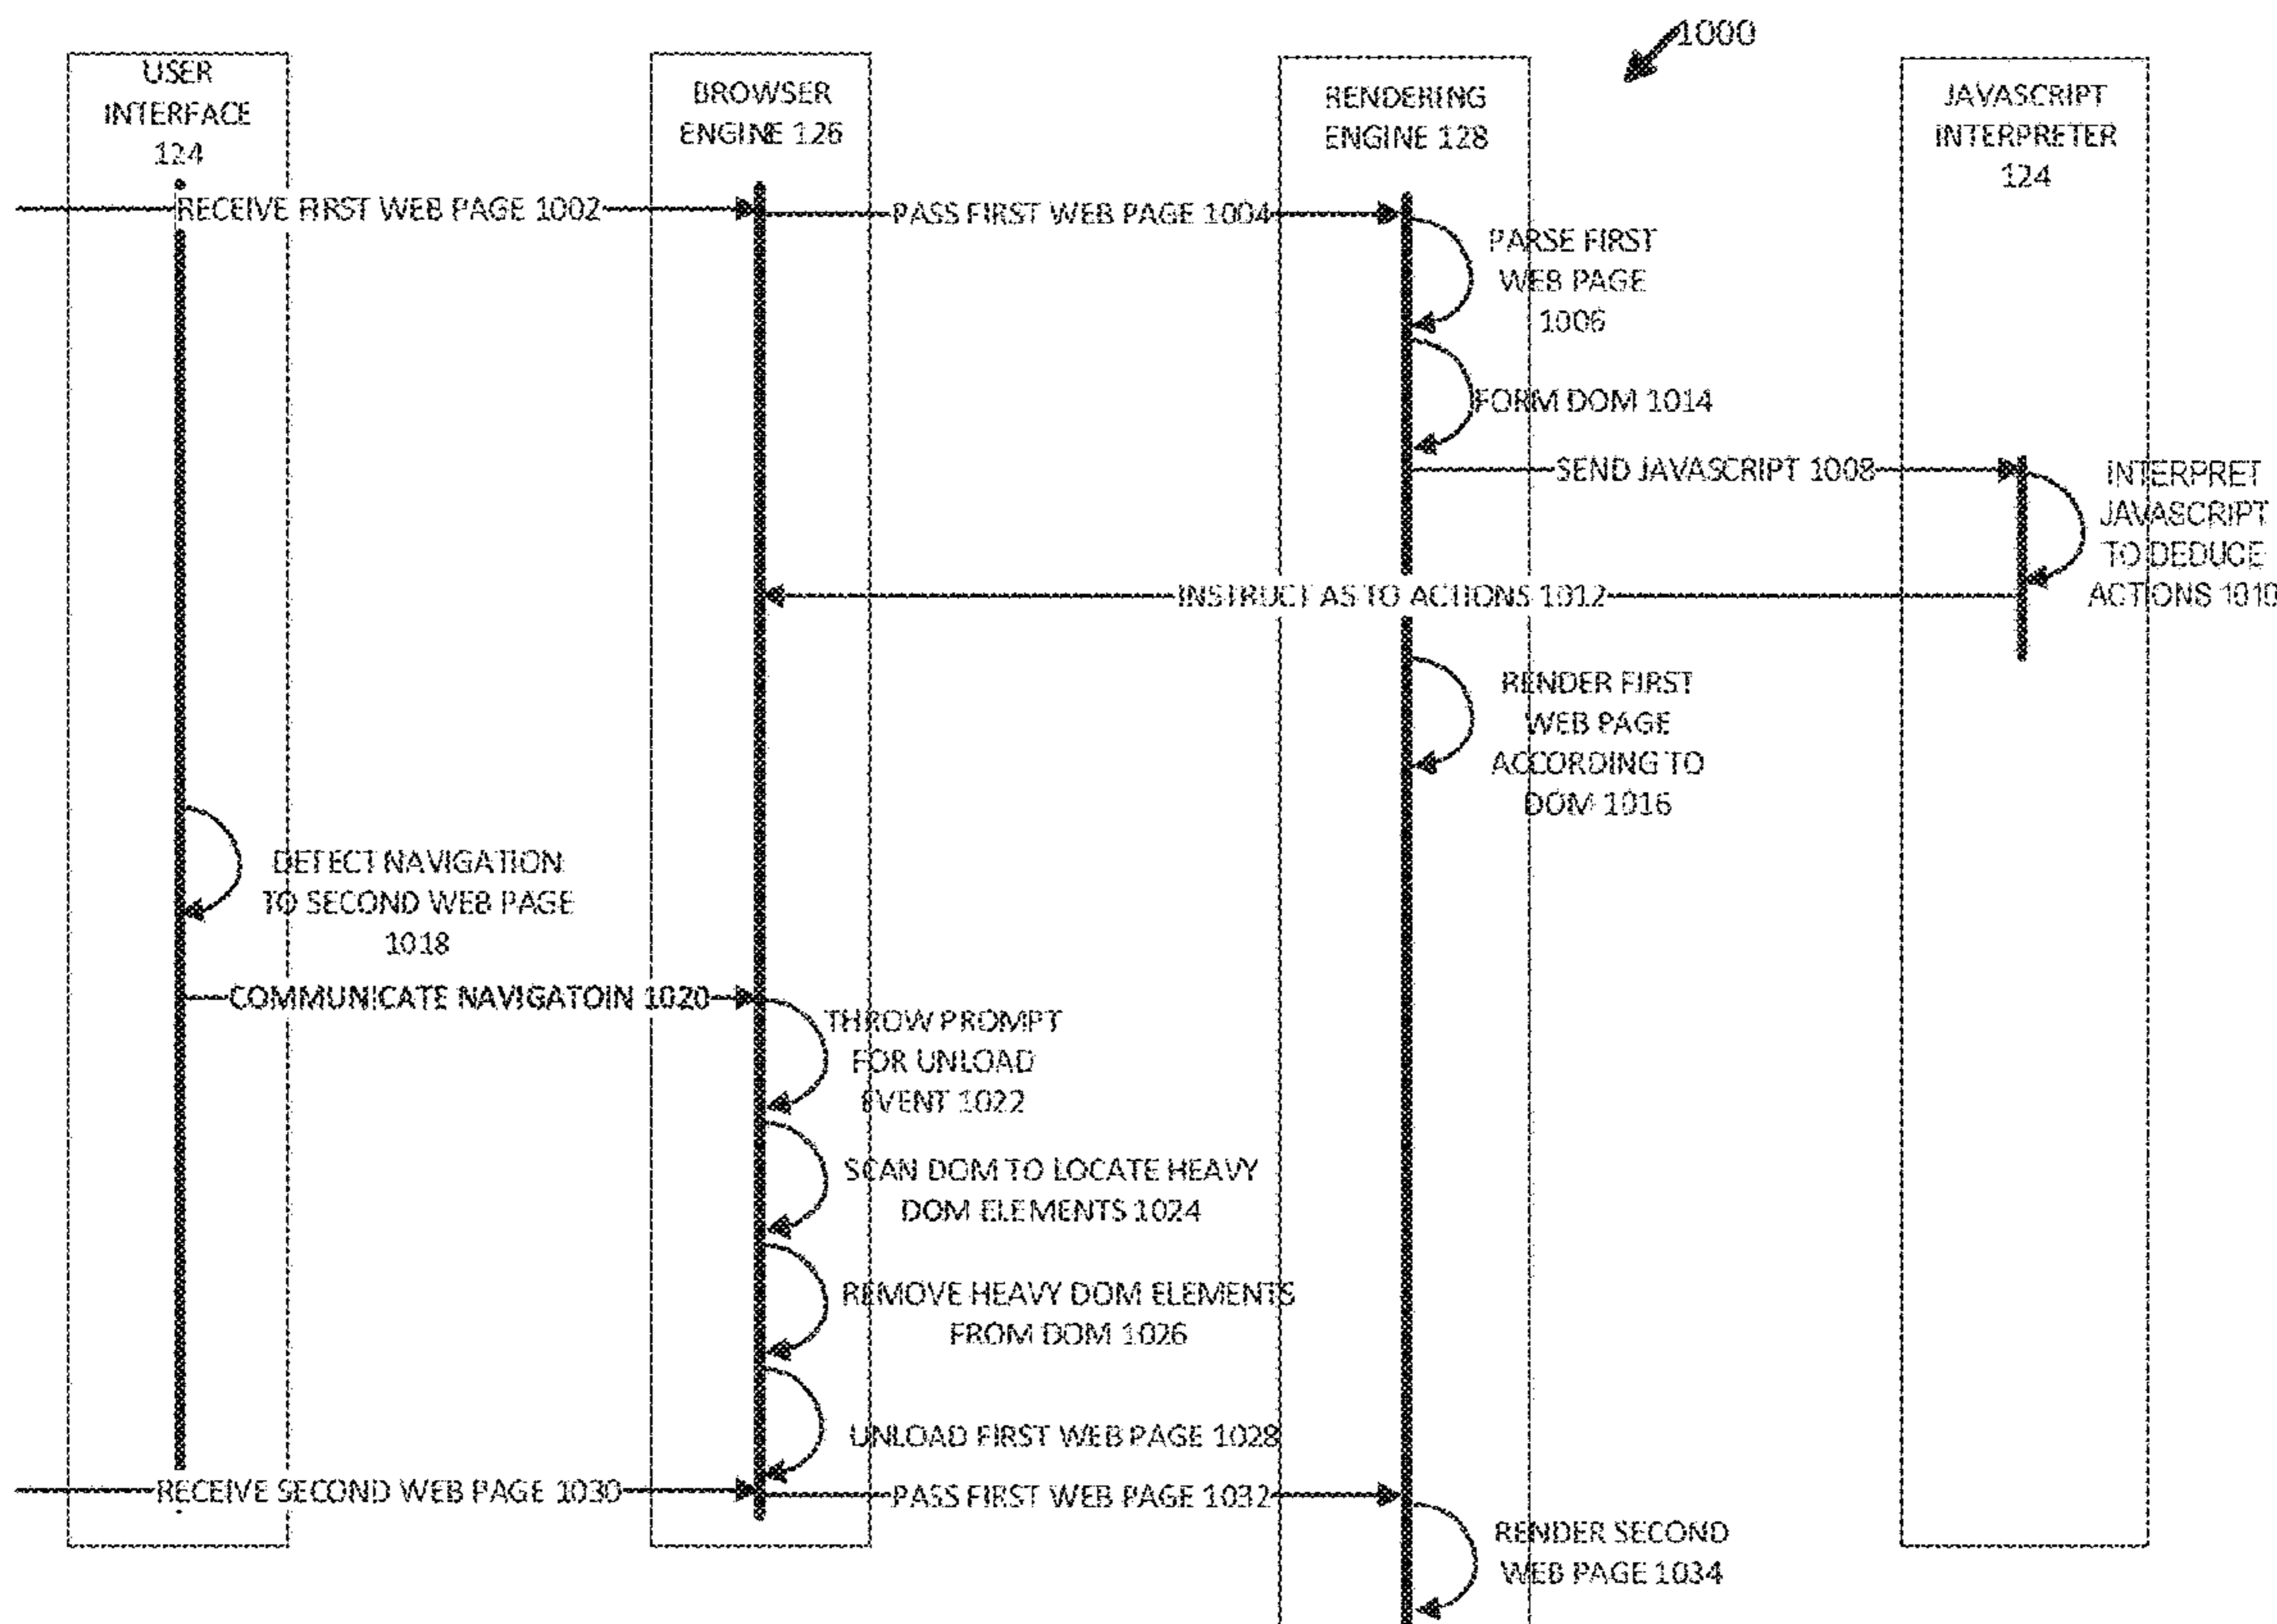 1000
USER
INTERFACE
124
BROWSER
ENGINE 126
RENDERING
ENGINE 128
JAVASCRIPT
INTERPRETER
124
RECEIVE FIRST WEB PAGE 1002
PASS FIRST WEB PAGE 1004
PARSE FIRST
WEB PAGE
1006
FORM DOM 1014
SEND JAVASCRIPT 1008
INTERPRET
JAVASCRIPT
TO DEDUCE
ACTIONS 1010
INSTRUCT AS TO ACTIONS 1012
RENDER FIRST
WEB PAGE
ACCORDING TO
DOM 1016
DETECT NAVIGATION
TO SECOND WEB PAGE
1018
COMMUNICATE NAVIGATOIN 1020
THROW PROMPT
FOR UNLOAD
EVENT 1022
SCAN DOM TO LOCATE HEAVY
DOM ELEMENTS 1024
REMOVE HEAVY DOM ELEMENTS
FROM DOM 1026
UNLOAD FIRST WEB PAGE 1028
RECEIVE SECOND WEB PAGE 1030
PASS FIRST WEB PAGE 1032
RENDER SECOND
WEB PAGE 1034